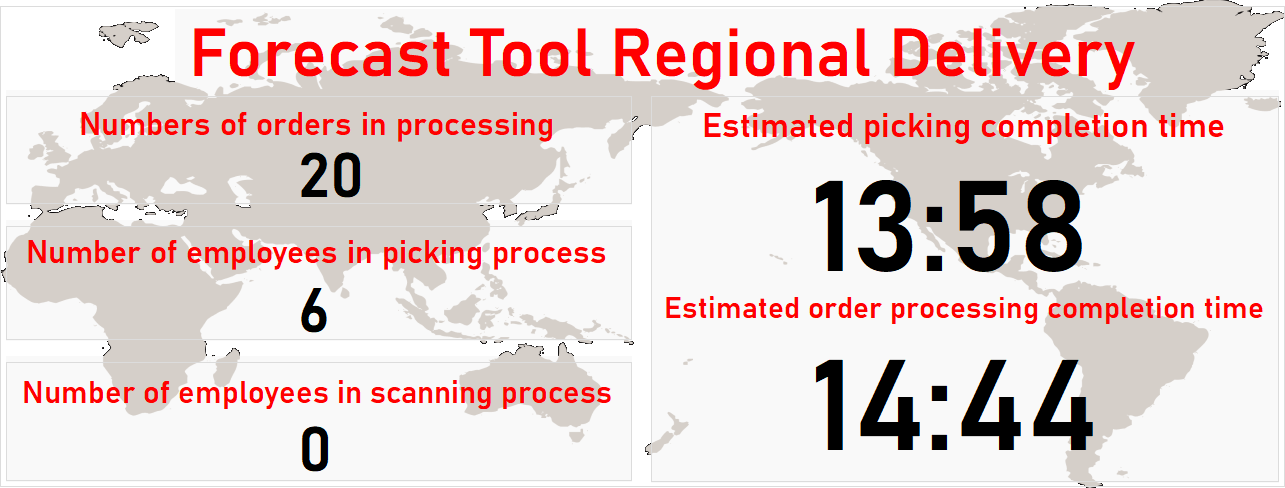 Forecast Tool Regional Delivery
Numbers of orders in processing
20
Number of employees in picking process
6
Number of employees in scanning process
0
Estimated picking completion time
13:58
Estimated order processing completion time
14:44